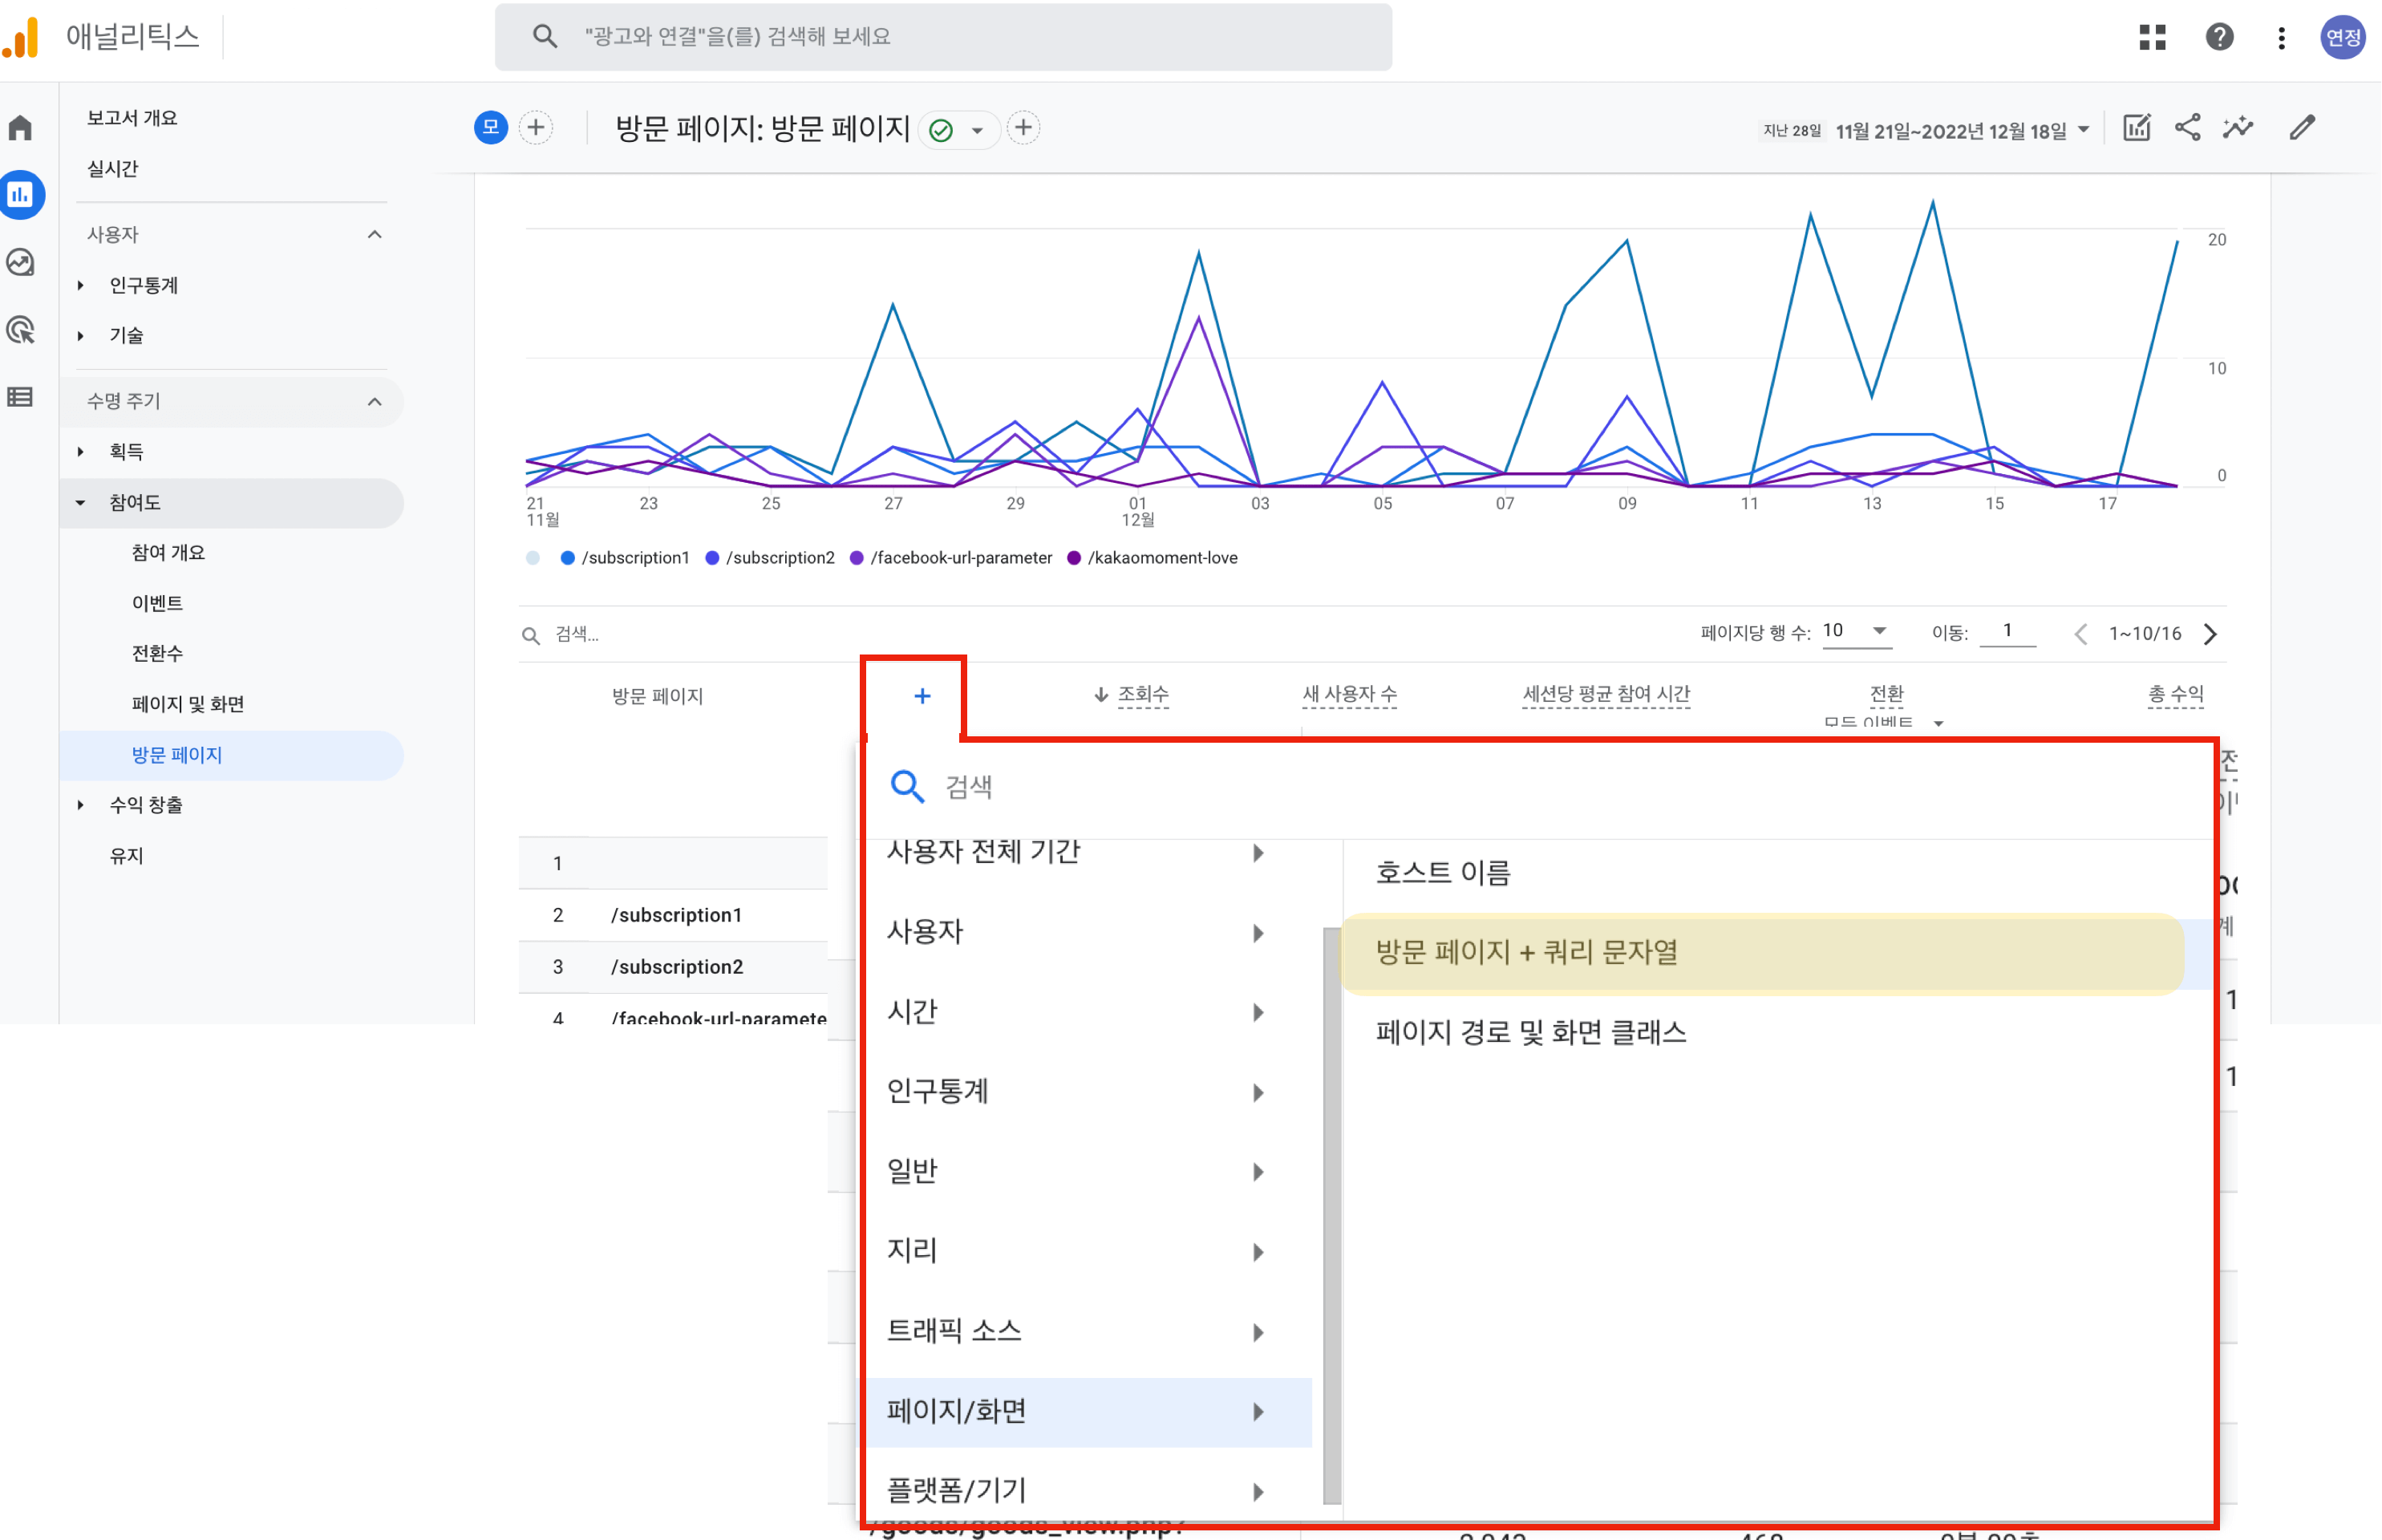 애널리틱스
"광고와 연결"을(를) 검색해 보세요
연정
보고서 개요
실시간
사용자
인구통계
기술
수명 주기
획득
참여도
참여 개요
이벤트
전환수
페이지 및 화면
방문 페이지
수익 창출
유지
모
방문 페이지: 방문 페이지
지난 28일 11월 21일~2022년 12월 18일
20
10
0
21 23 25 27 29 01 03 05 07 09 11 13 15 17
11월 12월
/subscription1 /subscription2 /facebook-url-parameter /kakaomoment-love
검색...
페이지당 행 수: 10 이동: 1 1~10/16
방문 페이지 + ↓ 조회수 새 사용자 수 세션당 평균 참여 시간 전환 총 수익
모든 이벤트
1
2 /subscription1
3 /subscription2
4 /facebook-url-paramete
검색
사용자 전체 기간
사용자
시간
인구통계
일반
지리
트래픽 소스
페이지/화면
플랫폼/기기
호스트 이름
방문 페이지 + 쿼리 문자열
페이지 경로 및 화면 클래스
1
1
/goods/goods_view.php?